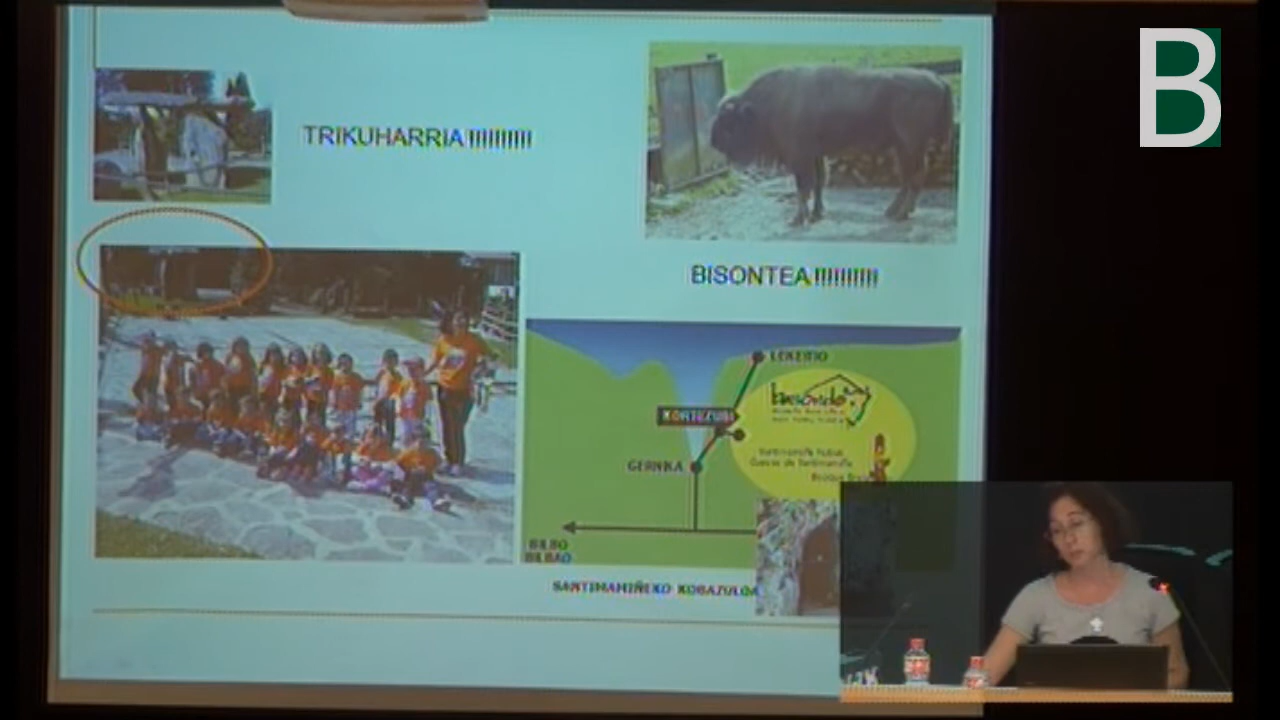 B
TRIKUHARRIA!!!!!!!!!!
BISONTEA!!!!!!!!!!
LEKEITIO
KORTEZUBI
GERNIKA
BILBO
BILBAO
SANTIMAMIÑEKO KOBAZULOA